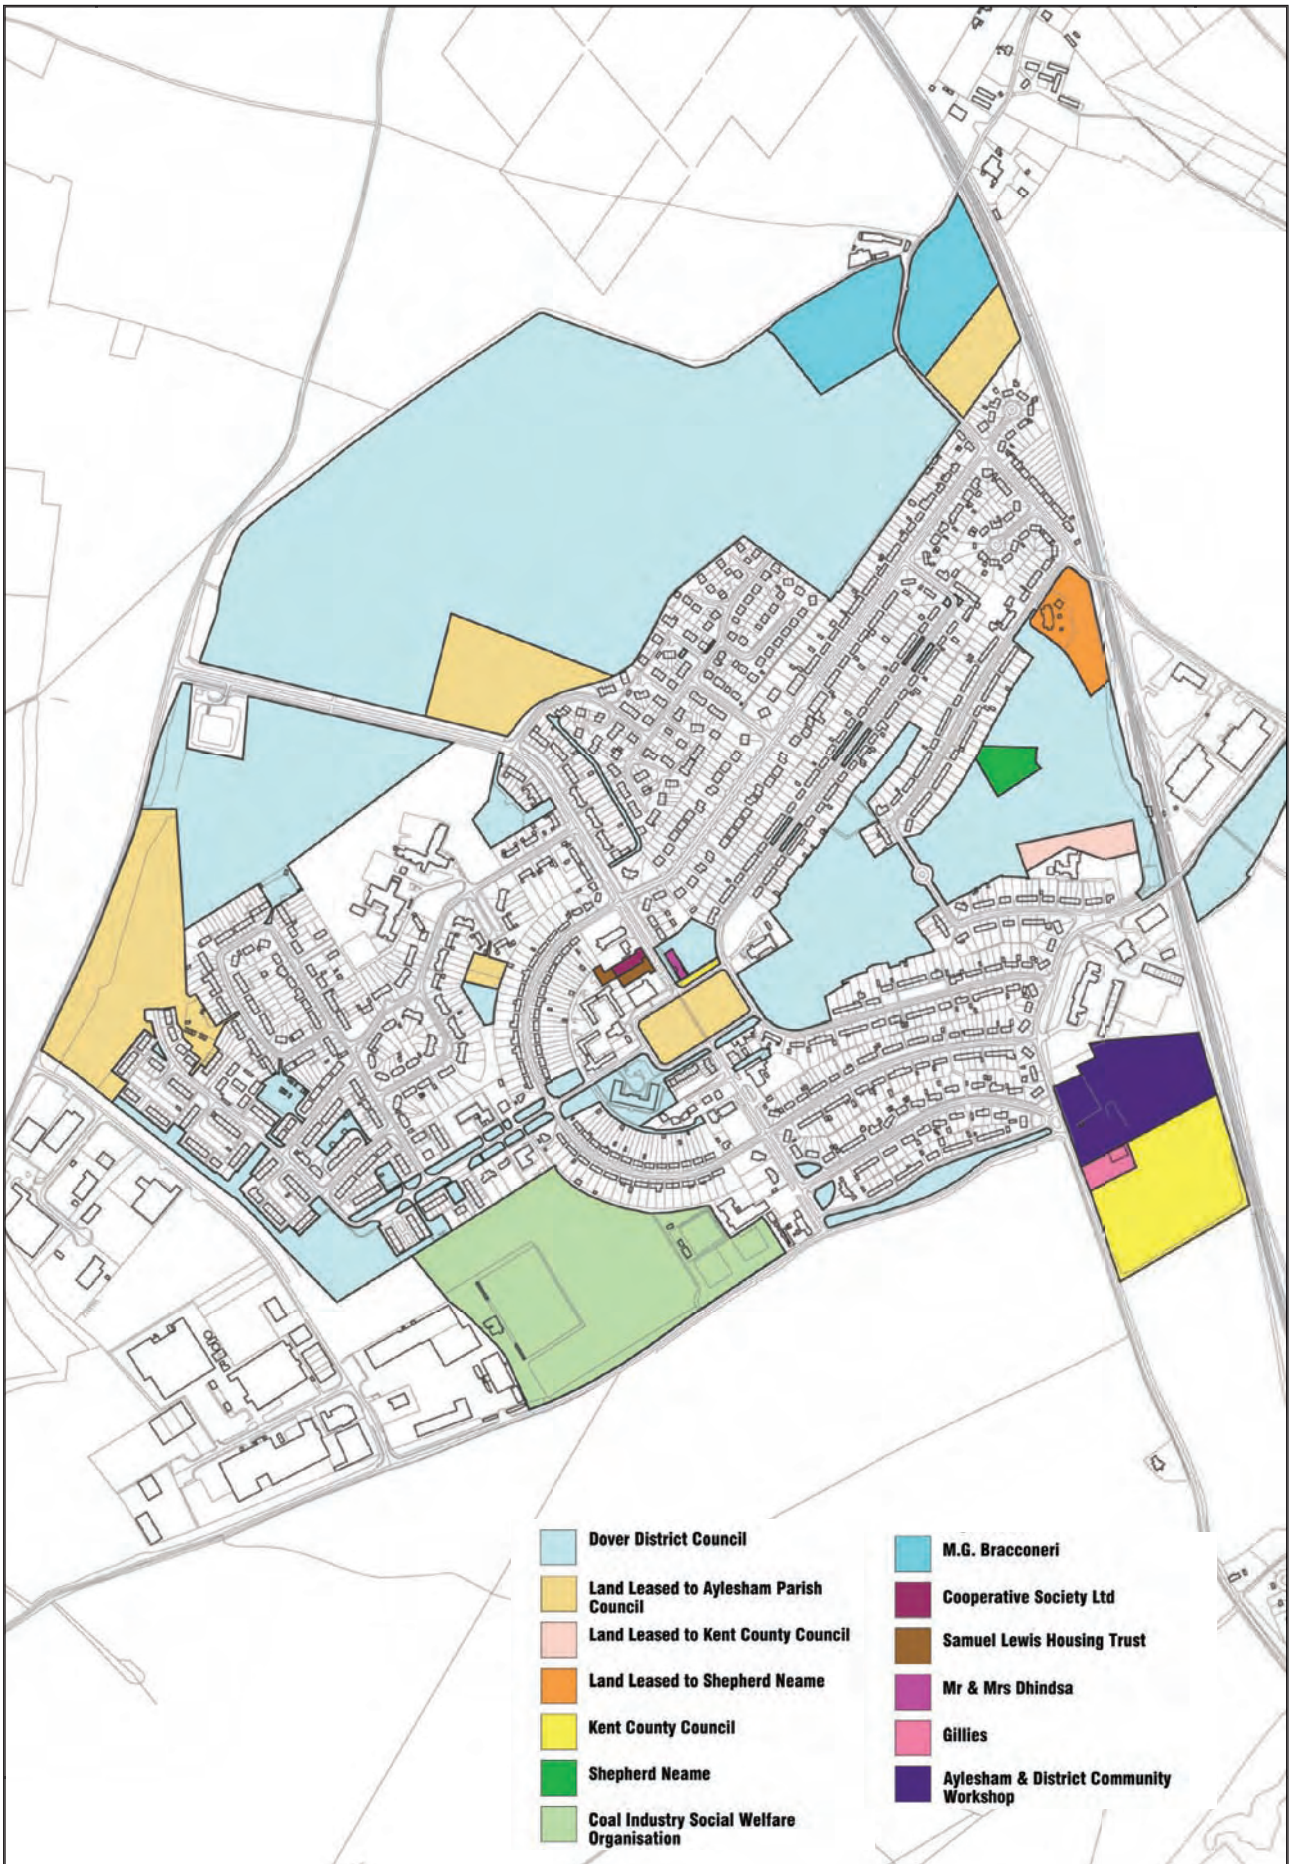 Dover District Council
Land Leased to Aylesham Parish
Council
Land Leased to Kent County Council
Land Leased to Shepherd Neame
Kent County Council
Shepherd Neame
Coal Industry Social Welfare
Organisation
M.G. Bracconeri
Cooperative Society Ltd
Samuel Lewis Housing Trust
Mr & Mrs Dhindsa
Gillies
Aylesham & District Community
Workshop